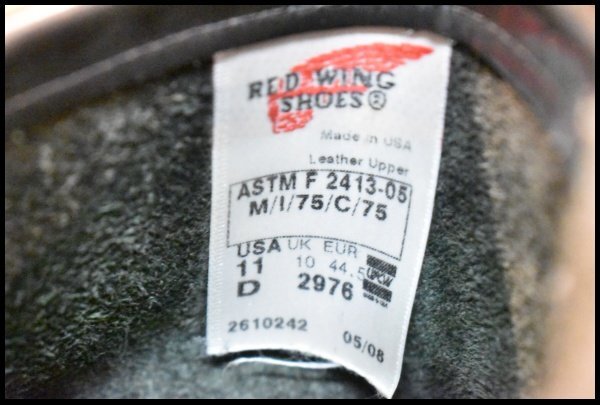 RED WING
SHOES®
Made in USA
Leather Upper
ASTM F 2413-05
M/I/75/C/75
USA UK EUR
11 10 44.5
D 2976
UFCW
2610242 05/08